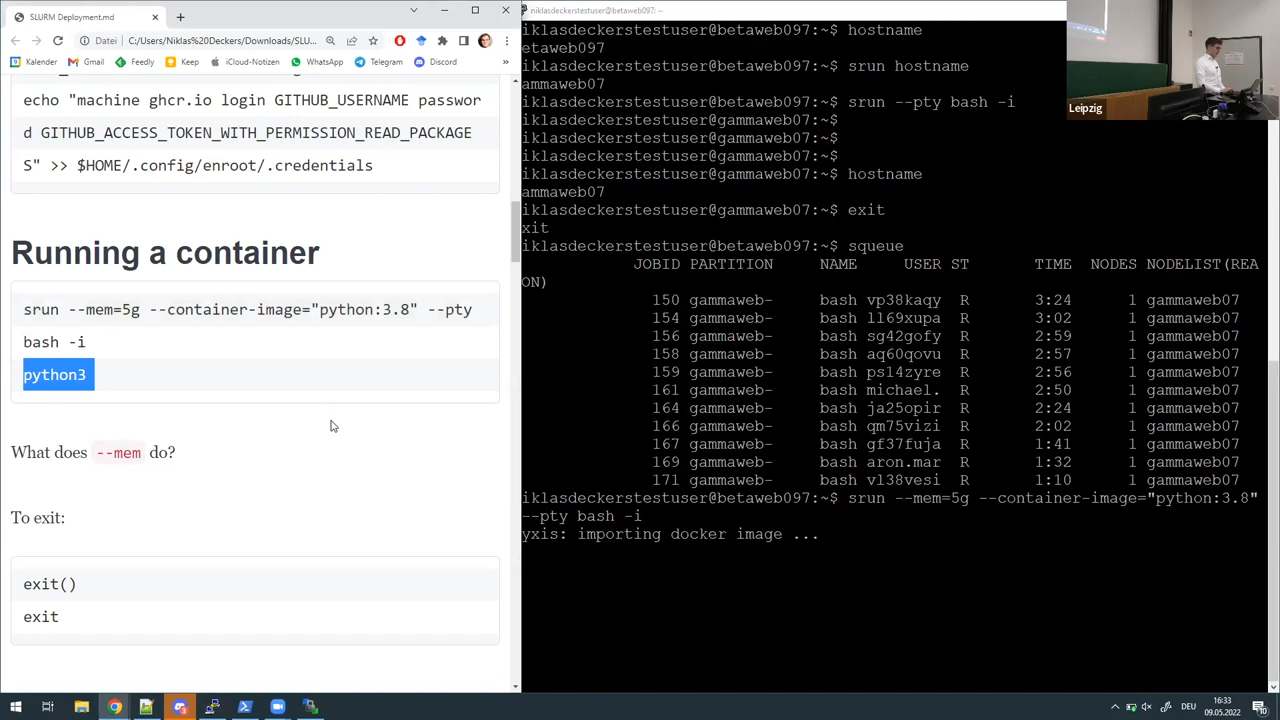 SLURM Deployment.md
Datei
C:/Users/Niklas%20Deckers/Downloads/SLU...
Kalender
Gmail
Feedly
Keep
iCloud-Notizen
WhatsApp
Telegram
Discord
echo "machine ghcr.io login GITHUB_USERNAME passwor
d GITHUB_ACCESS_TOKEN_WITH_PERMISSION_READ_PACKAGE
S" >> $HOME/.config/enroot/.credentials
Running a container
srun --mem=5g --container-image="python:3.8" --pty
bash -i
python3
What does --mem do?
To exit:
exit()
exit
niklasdeckerstestuser@betaweb097: ~
iklasdeckerstestuser@betaweb097:~$ hostname
etaweb097
iklasdeckerstestuser@betaweb097:~$ srun hostname
ammaweb07
iklasdeckerstestuser@betaweb097:~$ srun --pty bash -i
iklasdeckerstestuser@gammaweb07:~$
iklasdeckerstestuser@gammaweb07:~$
iklasdeckerstestuser@gammaweb07:~$
iklasdeckerstestuser@gammaweb07:~$ hostname
ammaweb07
iklasdeckerstestuser@gammaweb07:~$ exit
xit
iklasdeckerstestuser@betaweb097:~$ squeue
JOBID PARTITION NAME USER ST TIME NODES NODELIST(REA
ON)
150 gammaweb- bash vp38kaqy R 3:24 1 gammaweb07
154 gammaweb- bash ll69xupa R 3:02 1 gammaweb07
156 gammaweb- bash sg42gofy R 2:59 1 gammaweb07
158 gammaweb- bash aq60qovu R 2:57 1 gammaweb07
159 gammaweb- bash ps14zyre R 2:56 1 gammaweb07
161 gammaweb- bash michael. R 2:50 1 gammaweb07
164 gammaweb- bash ja25opir R 2:24 1 gammaweb07
166 gammaweb- bash qm75vizi R 2:02 1 gammaweb07
167 gammaweb- bash gf37fuja R 1:41 1 gammaweb07
169 gammaweb- bash aron.mar R 1:32 1 gammaweb07
171 gammaweb- bash vl38vesi R 1:10 1 gammaweb07
iklasdeckerstestuser@betaweb097:~$ srun --mem=5g --container-image="python:3.8"
--pty bash -i
yxis: importing docker image ...
Leipzig
DEU
16:33
09.05.2022